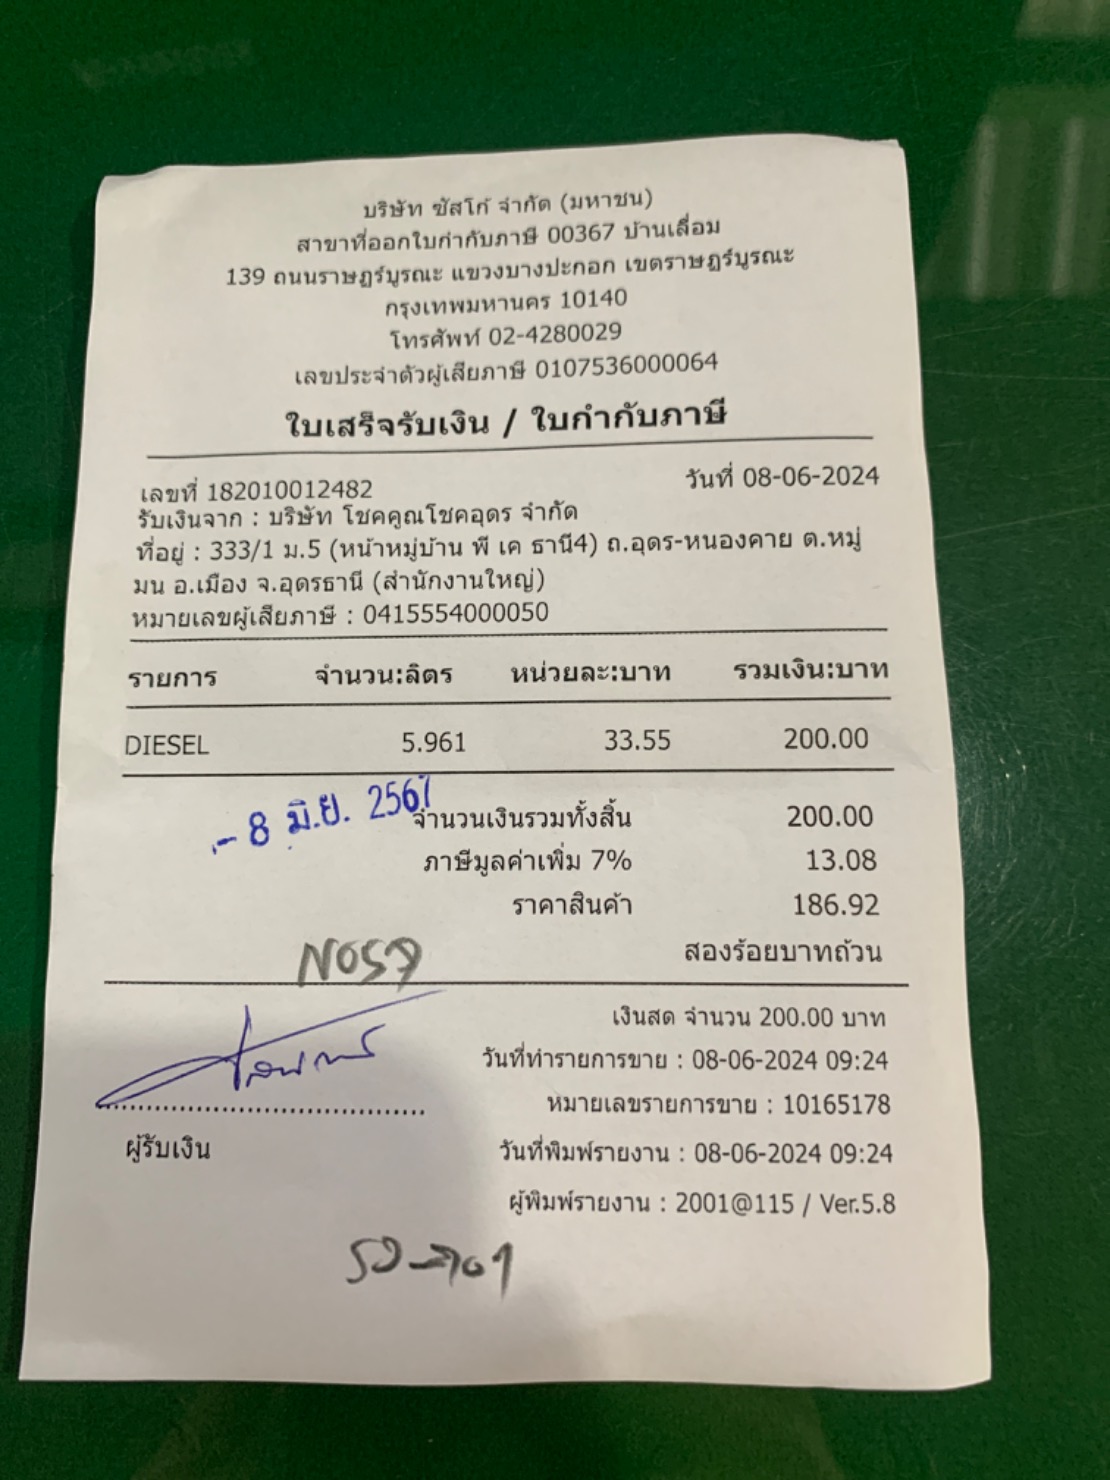 บริษัท ซัสโก้ จำกัด (มหาชน)
สาขาที่ออกใบกำกับภาษี 00367 บ้านเลื่อม
139 ถนนราษฎร์บูรณะ แขวงบางปะกอก เขตราษฎร์บูรณะ
กรุงเทพมหานคร 10140
โทรศัพท์ 02-4280029
เลขประจำตัวผู้เสียภาษี 0107536000064
ใบเสร็จรับเงิน / ใบกำกับภาษี
เลขที่ 182010012482 วันที่ 08-06-2024
รับเงินจาก : บริษัท โชคคูณโชคอุดร จำกัด
ที่อยู่ : 333/1 ม.5 (หน้าหมู่บ้าน พี เค ธานี4) ถ.อุดร-หนองคาย ต.หมู่
มน อ.เมือง จ.อุดรธานี (สำนักงานใหญ่)
หมายเลขผู้เสียภาษี : 0415554000050
รายการ จำนวน:ลิตร หน่วยละ:บาท รวมเงิน:บาท
DIESEL 5.961 33.55 200.00
- 8 มิ.ย. 2567
จำนวนเงินรวมทั้งสิ้น 200.00
ภาษีมูลค่าเพิ่ม 7% 13.08
ราคาสินค้า 186.92
สองร้อยบาทถ้วน
เงินสด จำนวน 200.00 บาท
วันที่ทำรายการขาย : 08-06-2024 09:24
หมายเลขรายการขาย : 10165178
ผู้รับเงิน วันที่พิมพ์รายงาน : 08-06-2024 09:24
ผู้พิมพ์รายงาน : 2001@115 / Ver.5.8